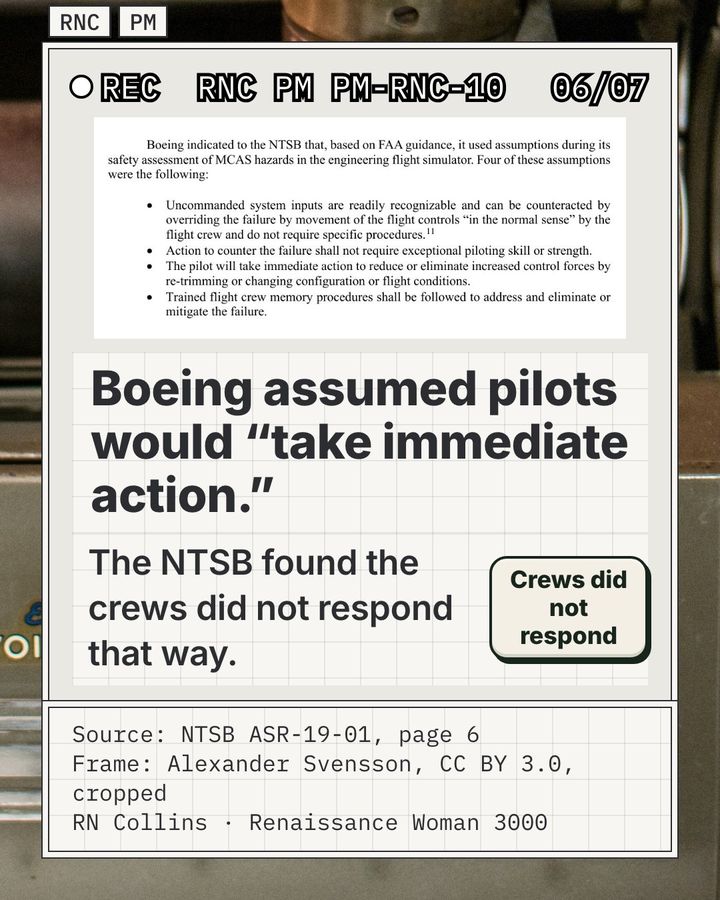 RNC PM
REC RNC PM PM-RNC-10 06/07
Boeing indicated to the NTSB that, based on FAA guidance, it used assumptions during its
safety assessment of MCAS hazards in the engineering flight simulator. Four of these assumptions
were the following:
• Uncommanded system inputs are readily recognizable and can be counteracted by
overriding the failure by movement of the flight controls “in the normal sense” by the
flight crew and do not require specific procedures.¹¹
• Action to counter the failure shall not require exceptional piloting skill or strength.
• The pilot will take immediate action to reduce or eliminate increased control forces by
re-trimming or changing configuration or flight conditions.
• Trained flight crew memory procedures shall be followed to address and eliminate or
mitigate the failure.
Boeing assumed pilots
would “take immediate
action.”
The NTSB found the
crews did not respond
that way.
Crews did
not
respond
Source: NTSB ASR-19-01, page 6
Frame: Alexander Svensson, CC BY 3.0,
cropped
RN Collins · Renaissance Woman 3000